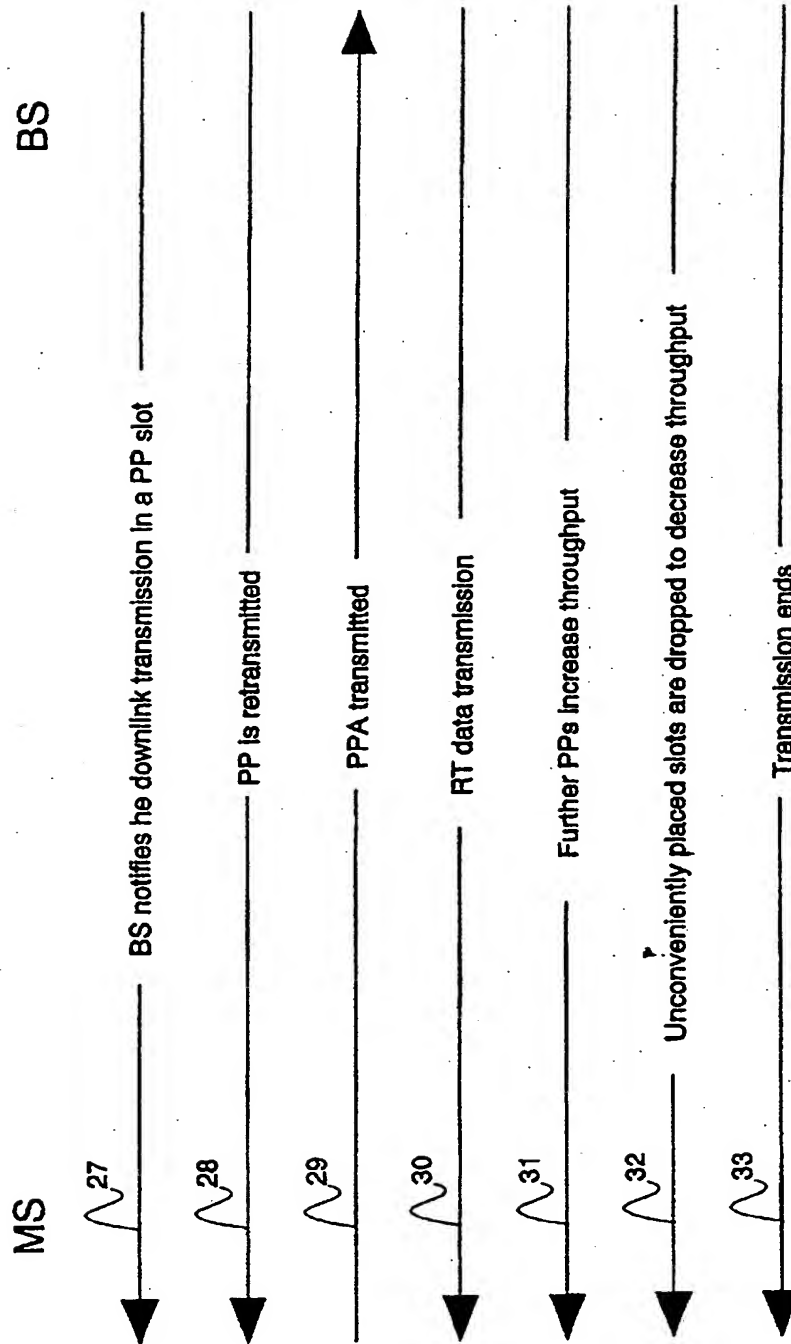 MS
BS
27
BS notifies he downlink transmission in a PP slot
28
PP is retransmitted
29
PPA transmitted
30
RT data transmission
31
Further PPs increase throughput
32
Unconveniently placed slots are dropped to decrease throughput
33
Transmission ends